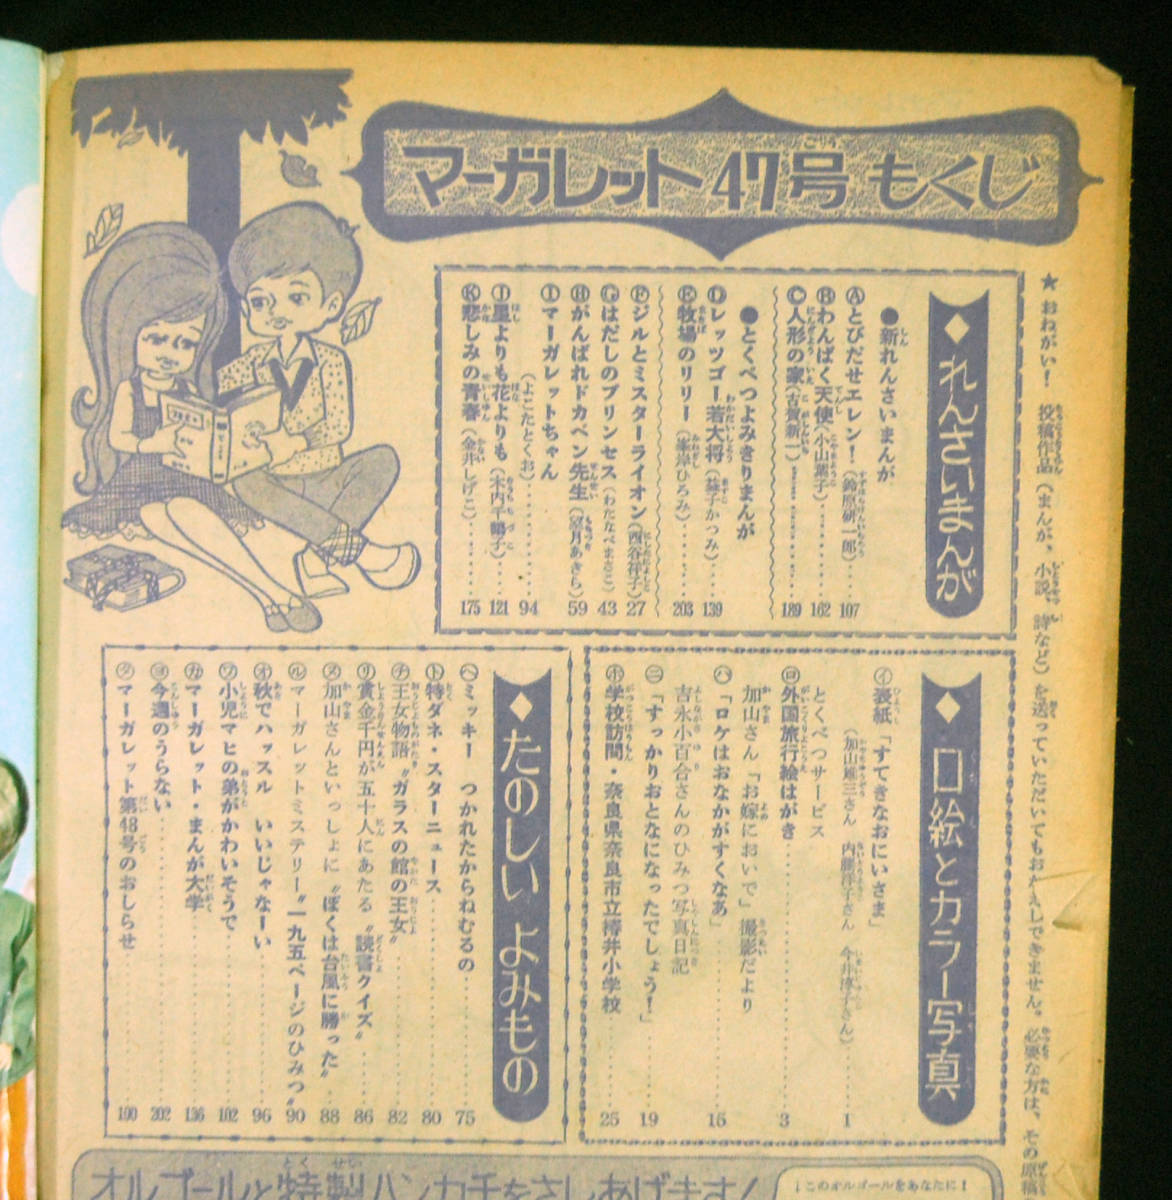 マーガレット47号もくじ
★おねがい！ 投稿作品（まんが、小説、詩など）を送っていただいてもおかえしできません。必要な方は、その原稿
◆れんさいまんが
●新れんさいまんが
Ⓐとびだせエレン！（鈴原研一郎）……107
Ⓑわんぱく天使（小山葉子）……162
Ⓒ人形の家（古賀新一）……189
●とくべつよみきりまんが
Ⓓレッツゴー若大将（益子かつみ）……139
Ⓔ牧場のリリー（峯岸ひろみ）……203
Ⓕジルとミスターライオン（西谷祥子）27
Ⓖはだしのプリンセス（わたなべまさこ）43
Ⓗがんばれドカペン先生（望月あきら）59
Ⓘマーガレットちゃん
（よこたとくお）……94
Ⓙ星よりも花よりも（木内千鶴子）……121
Ⓚ悲しみの青春（金井しげこ）……175
◆口絵とカラー写真
㋑表紙「すてきなおにいさま」
（加山雄三さん 内藤洋子さん 今井淳子さん）……1
とくべつサービス
㋺外国旅行絵はがき……3
加山さん「お嫁においで」撮影だより
㋩「ロケはおなかがすくなあ」……15
吉永小百合さんのひみつ写真日記
㋥「すっかりおとなになったでしょう！」……19
㋭学校訪問・奈良県奈良市立椿井小学校……25
◆たのしいよみもの
㋬ミッキー つかれたからねむるの……75
㋣特ダネ・スターニュース……80
㋠王女物語〝ガラスの館の王女〟……82
㋷賞金千円が五十人にあたる〝読書クイズ〟……86
㋦加山さんといっしょに〝ぼくは台風に勝った〟……88
㋸マーガレットミステリー〝一九五ページのひみつ〟90
㋔秋でハッスル いいじゃなーい……96
㋻小児マヒの弟がかわいそうで……102
㋕マーガレット・まんが大学……136
㋵今週のうらない……202
㋟マーガレット第48号のおしらせ……190
オルゴールと特製ハンカチをさしあげます！
！このオルゴールをあなたに！